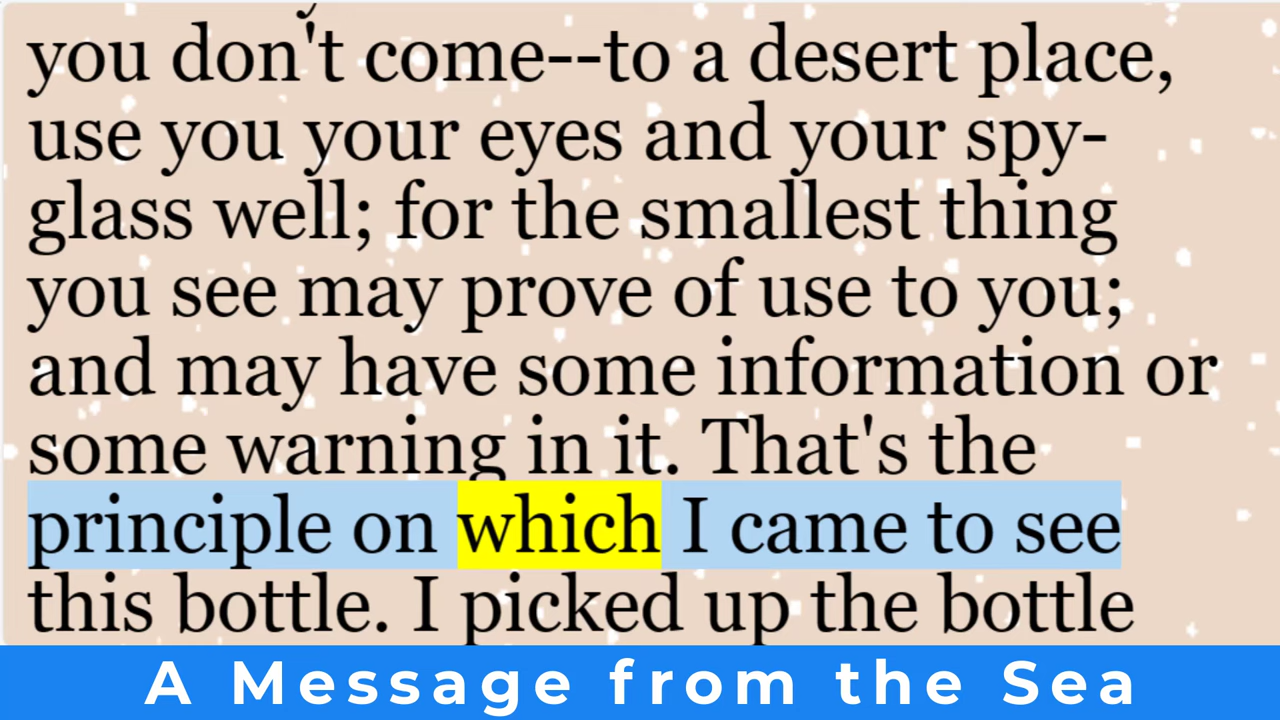 you don't come--to a desert place,
use you your eyes and your spy-
glass well; for the smallest thing
you see may prove of use to you;
and may have some information or
some warning in it. That's the
principle on which I came to see
this bottle. I picked up the bottle
A Message from the Sea